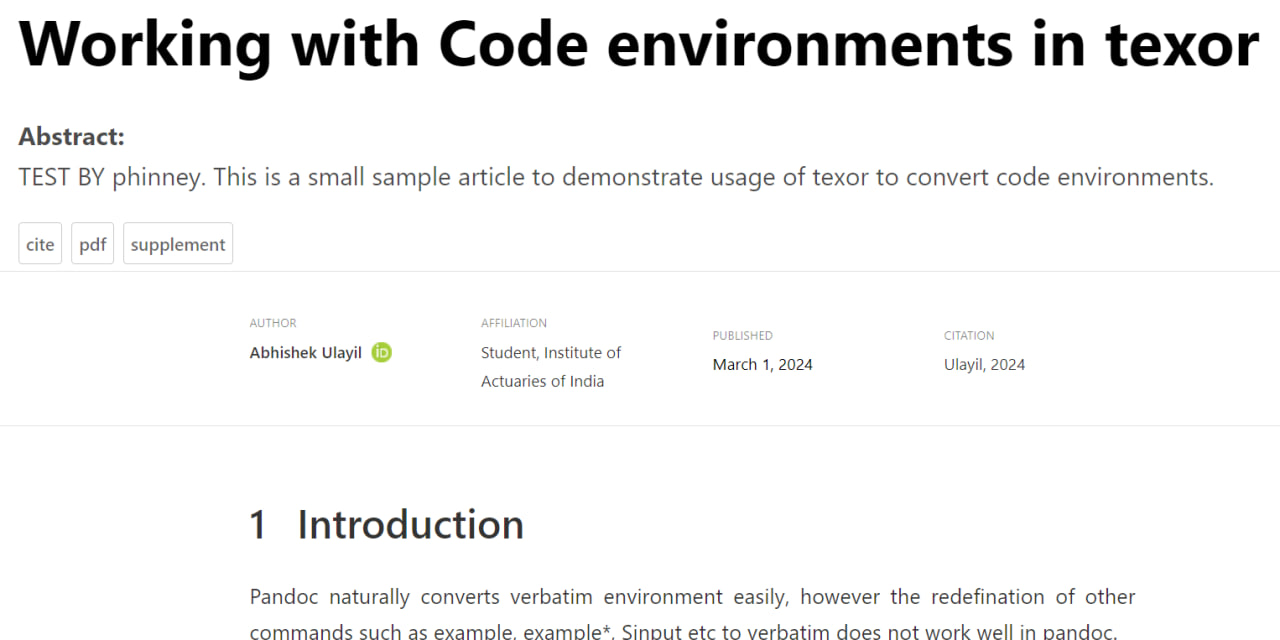 Working with Code environments in texor
Abstract:
TEST BY phinney. This is a small sample article to demonstrate usage of texor to convert code environments.
cite pdf supplement
AUTHOR
Abhishek Ulayil iD
AFFILIATION
Student, Institute of
Actuaries of India
PUBLISHED
March 1, 2024
CITATION
Ulayil, 2024
1 Introduction
Pandoc naturally converts verbatim environment easily, however the redefination of other
commands such as example, example*, Sinput etc to verbatim does not work well in pandoc.